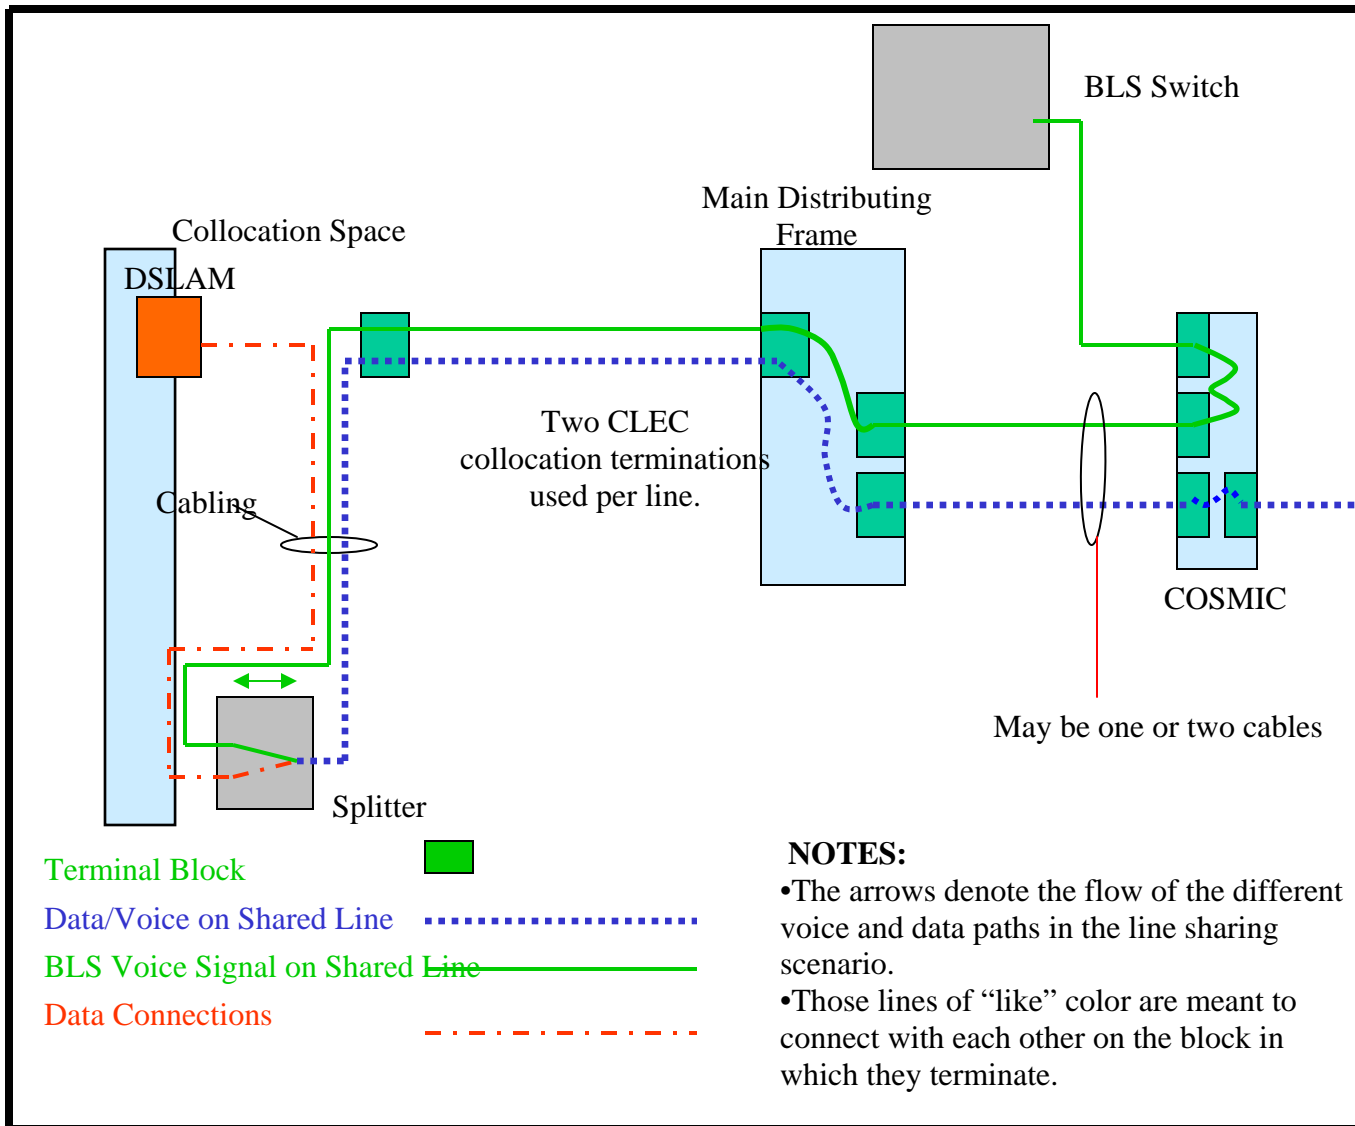 BLS Switch
Main Distributing
Frame
Collocation Space
DSLAM
Two CLEC
collocation terminations
used per line.
Cabling
COSMIC
May be one or two cables
Splitter
Terminal Block
Data/Voice on Shared Line
BLS Voice Signal on Shared Line
Data Connections
NOTES:
•The arrows denote the flow of the different
voice and data paths in the line sharing
scenario.
•Those lines of “like” color are meant to
connect with each other on the block in
which they terminate.